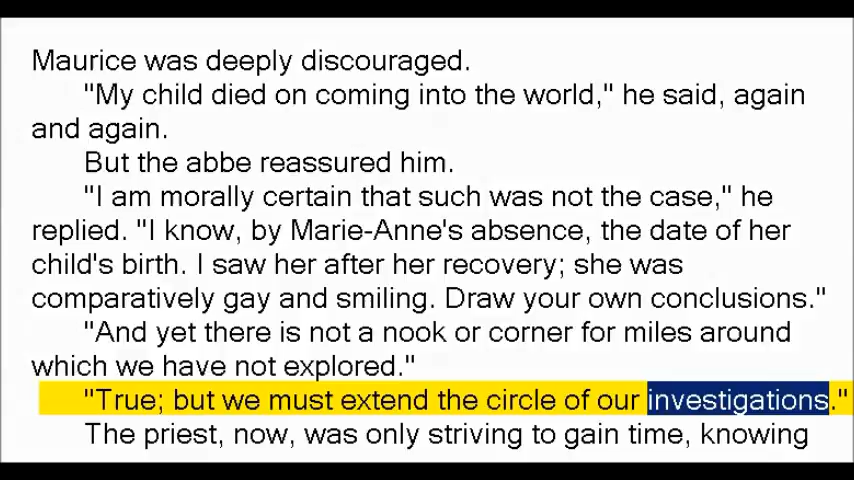 Maurice was deeply discouraged.
"My child died on coming into the world," he said, again
and again.
But the abbe reassured him.
"I am morally certain that such was not the case," he
replied. "I know, by Marie-Anne's absence, the date of her
child's birth. I saw her after her recovery; she was
comparatively gay and smiling. Draw your own conclusions."
"And yet there is not a nook or corner for miles around
which we have not explored."
"True; but we must extend the circle of our investigations."
The priest, now, was only striving to gain time, knowing